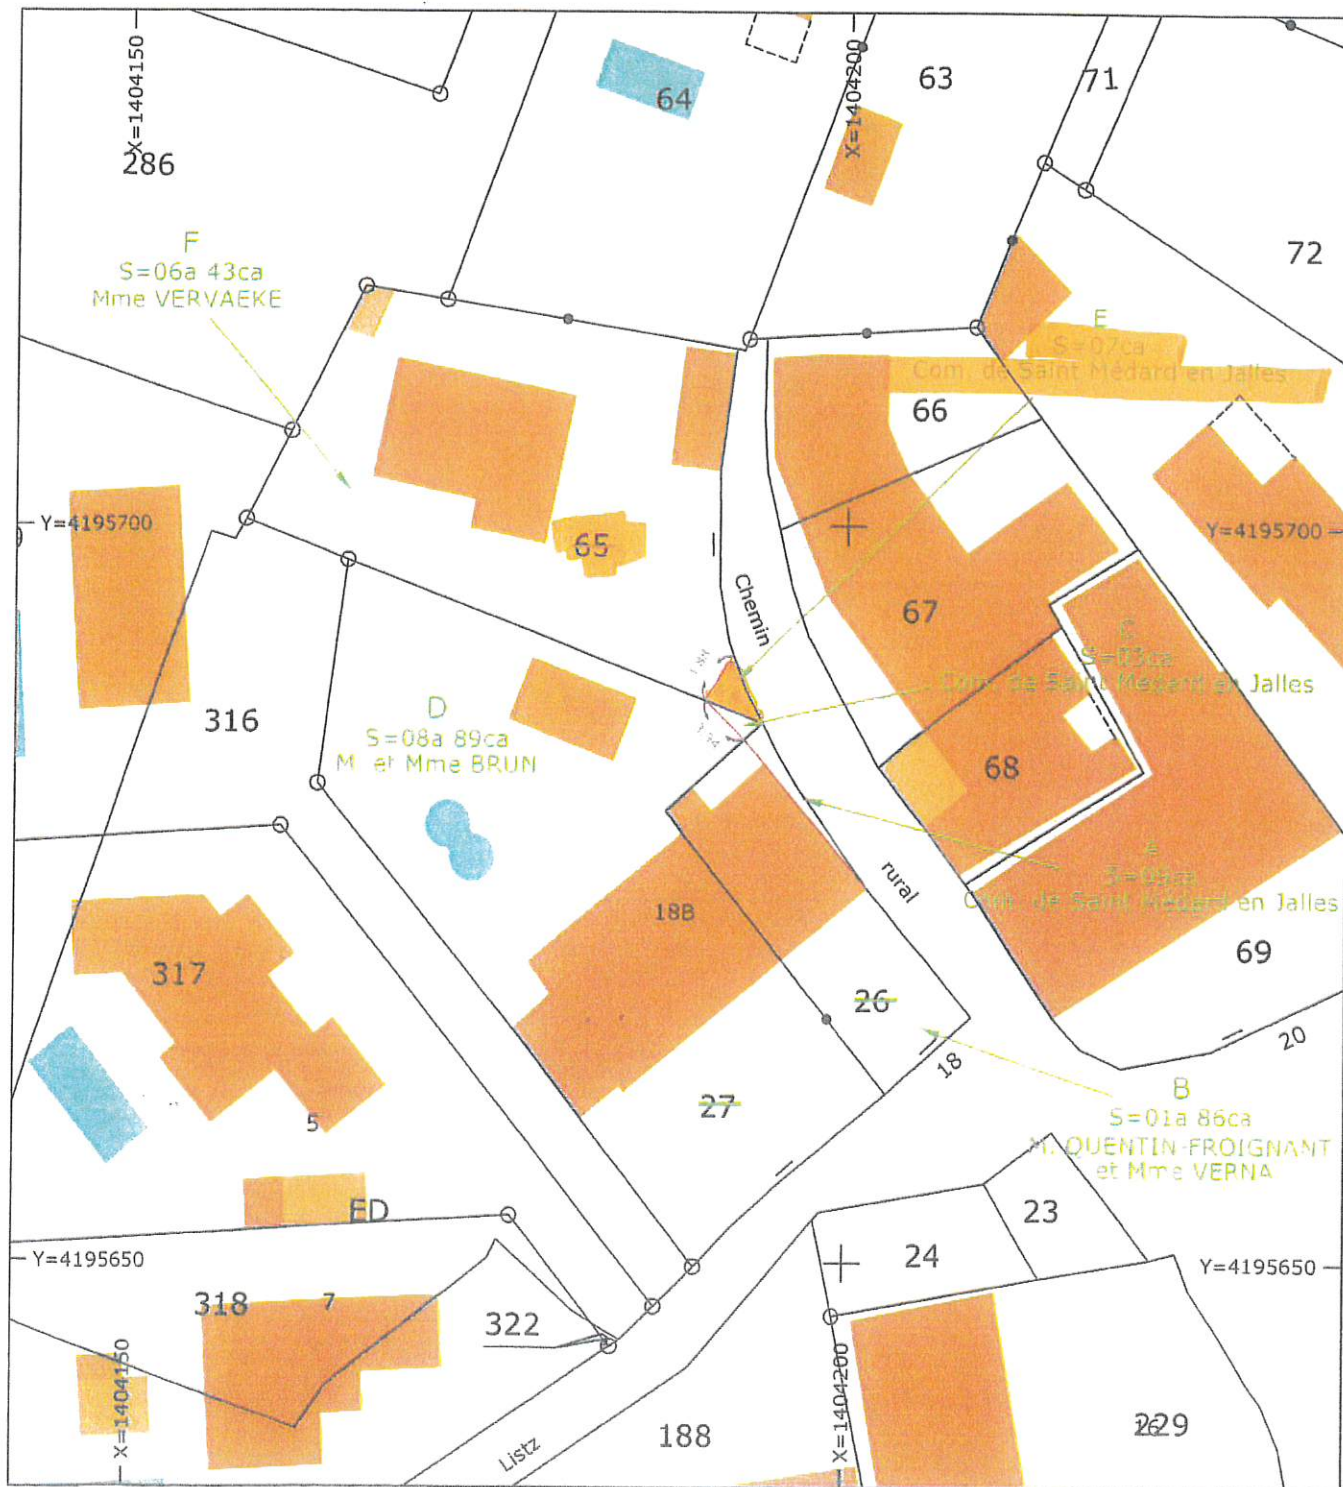 X=1404150
X=1404200
63
71
64
286
72
F
S=06a 43ca
Mme VERVAEKE
E
S=07ca
Com. de Saint Médard en Jalles
66
Y=4195700
Y=4195700
65
Chemin
67
C
S=03ca
Com. de Saint Médard en Jalles
316
D
S=08a 89ca
M. et Mme BRUN
68
A
Com. de Saint Médard en Jalles
rural
18B
69
317
26
20
18
27
B
S=01a 86ca
M. QUENTIN-FROIGNANT
et Mme VERNA
5
ED
23
24
Y=4195650
Y=4195650
318
7
322
X=1404150
X=1404200
188
229
Listz